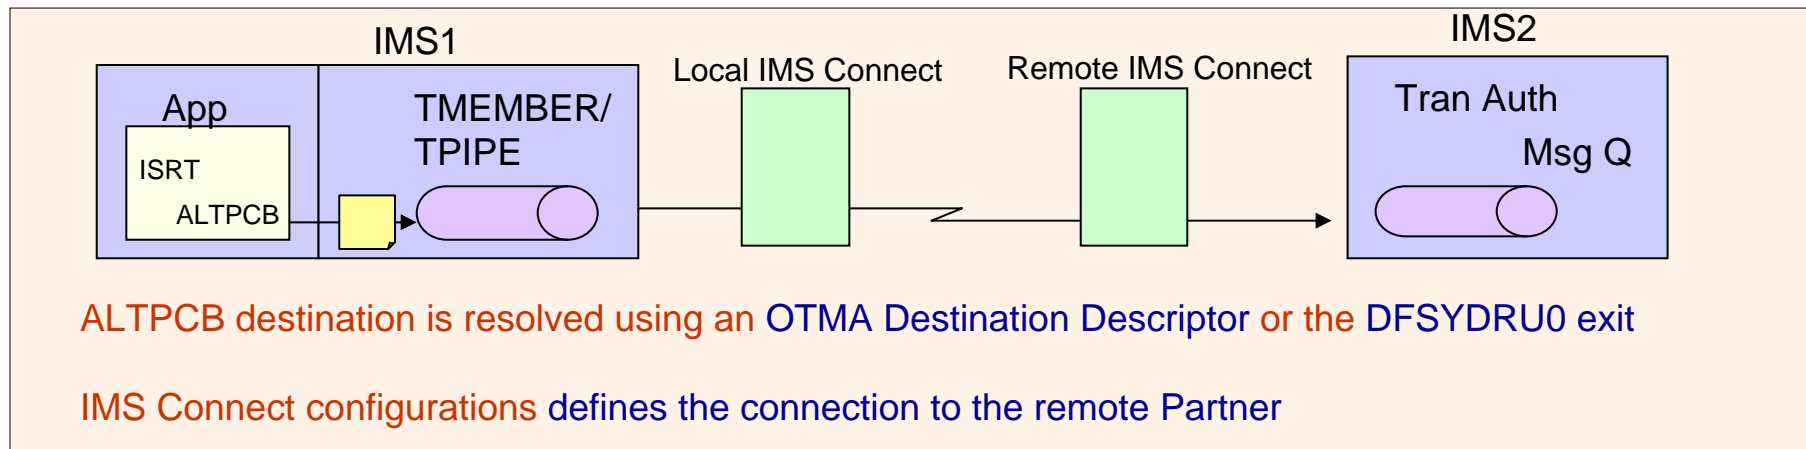 IMS1
IMS2
Local IMS Connect
Remote IMS Connect
App
ISRT
ALTPCB
TMEMBER/
TPIPE
Tran Auth
Msg Q
ALTPCB destination is resolved using an OTMA Destination Descriptor or the DFSYDRU0 exit
IMS Connect configurations defines the connection to the remote Partner